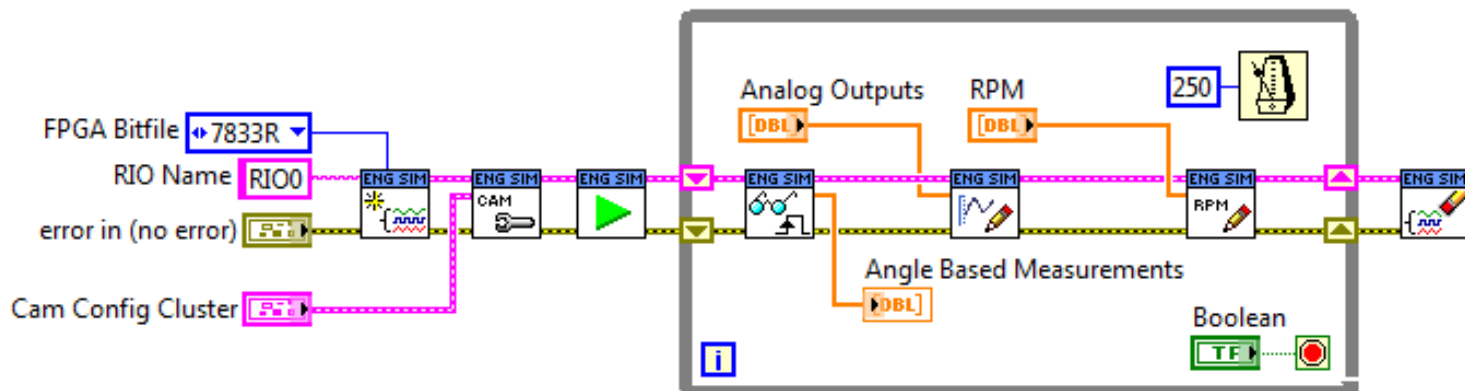 Analog Outputs
RPM
250
[DBL]
[DBL]
FPGA Bitfile
7833R
RIO Name
RIO0
ENG SIM
ENG SIM
CAM
ENG SIM
ENG SIM
ENG SIM
ENG SIM
RPM
ENG SIM
error in (no error)
Angle Based Measurements
DBL]
Cam Config Cluster
Boolean
TF
i